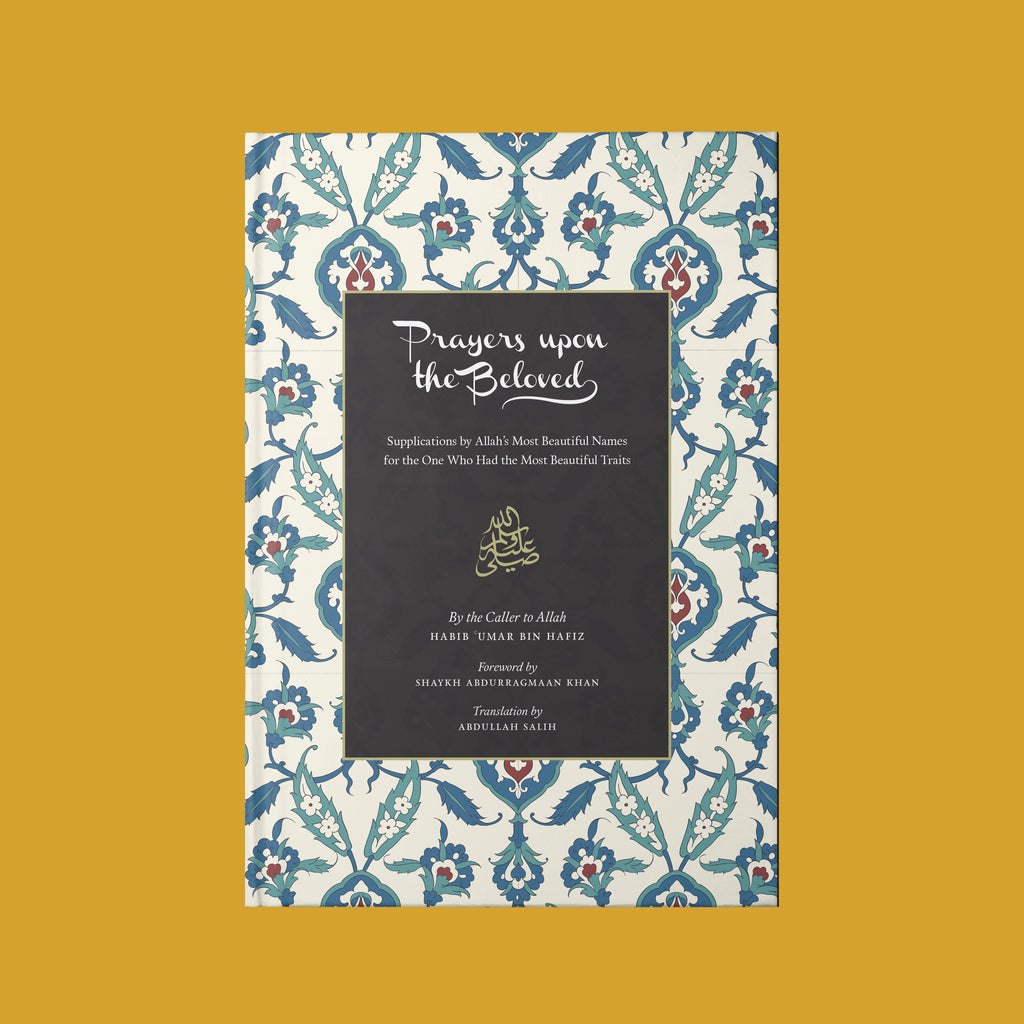 Prayers upon
the Beloved
Supplications by Allah's Most Beautiful Names
for the One Who Had the Most Beautiful Traits
صلى الله عليه وسلم
By the Caller to Allah
HABIB ʿUMAR BIN HAFIZ
Foreword by
SHAYKH ABDURRAGMAAN KHAN
Translation by
ABDULLAH SALIH